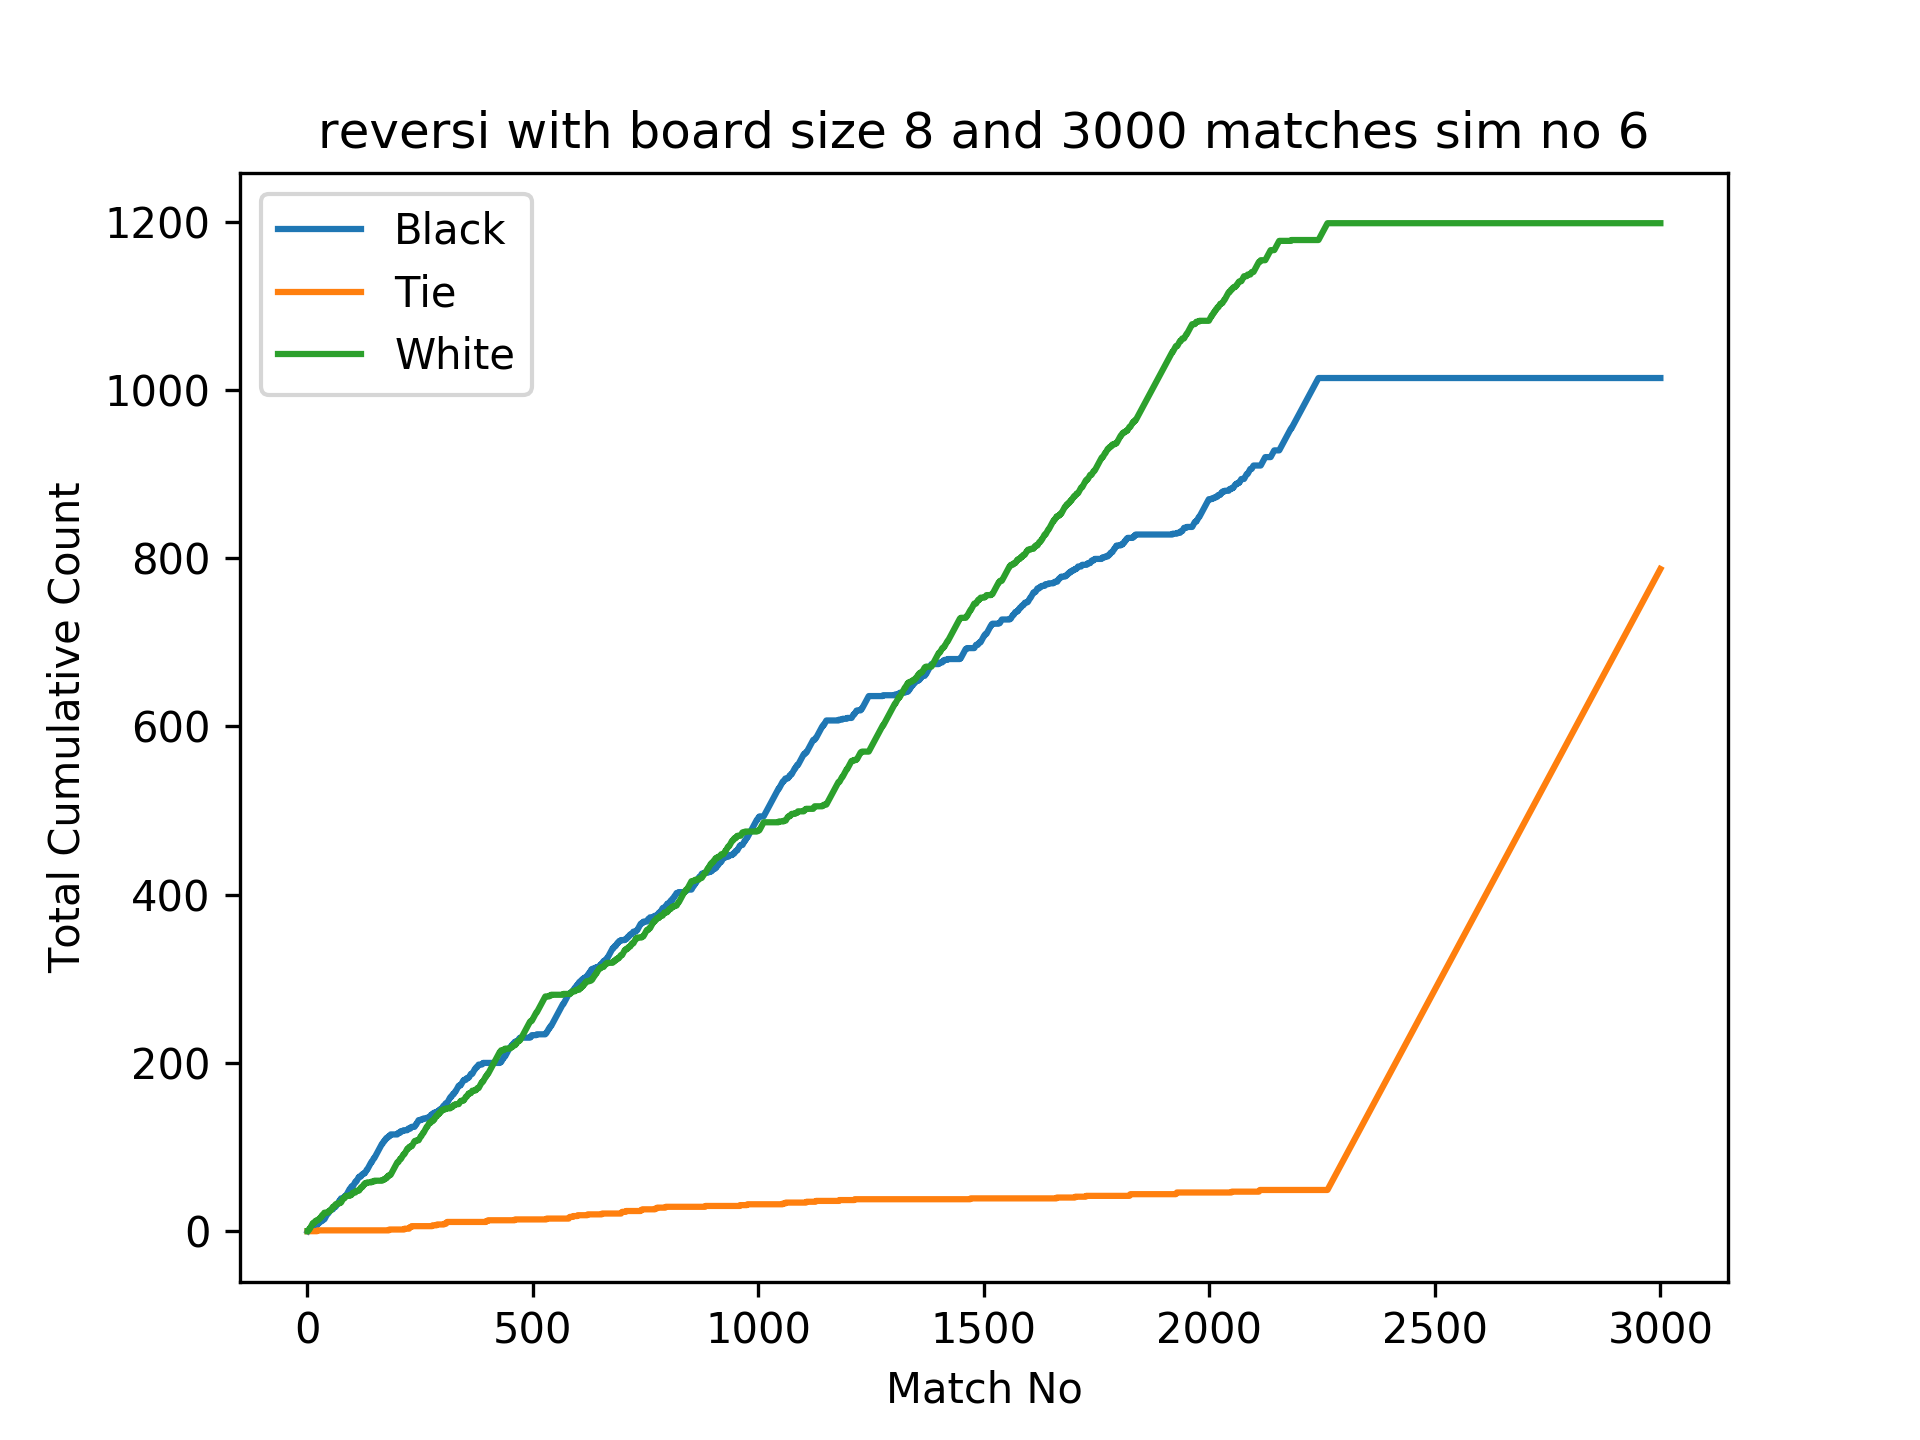 reversi with board size 8 and 3000 matches sim no 6
Black
Tie
White
1200
1000
800
600
400
200
0
Total Cumulative Count
0 500 1000 1500 2000 2500 3000
Match No